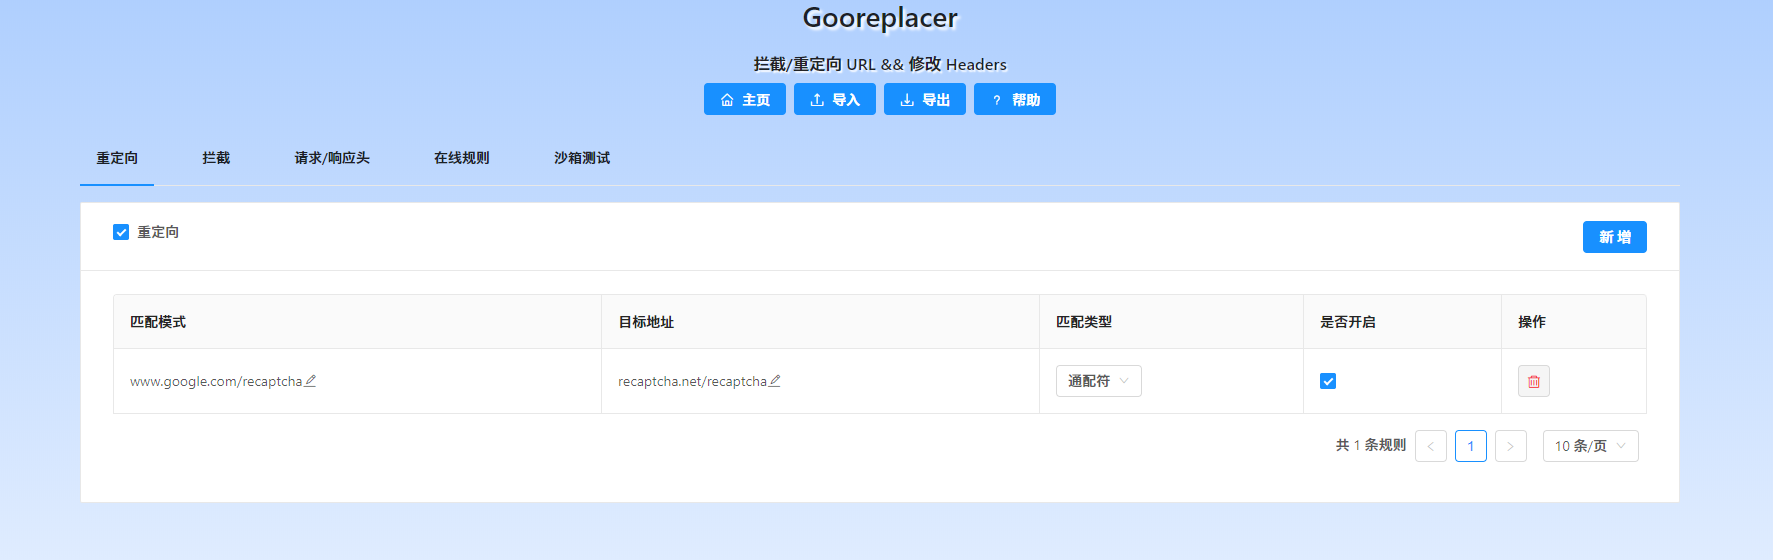 Gooreplacer
拦截/重定向 URL && 修改 Headers
主页 导入 导出 ? 帮助
重定向 拦截 请求/响应头 在线规则 沙箱测试
重定向 新 增
匹配模式 目标地址 匹配类型 是否开启 操作
www.google.com/recaptcha recaptcha.net/recaptcha 通配符
共 1 条规则 < 1 > 10 条/页